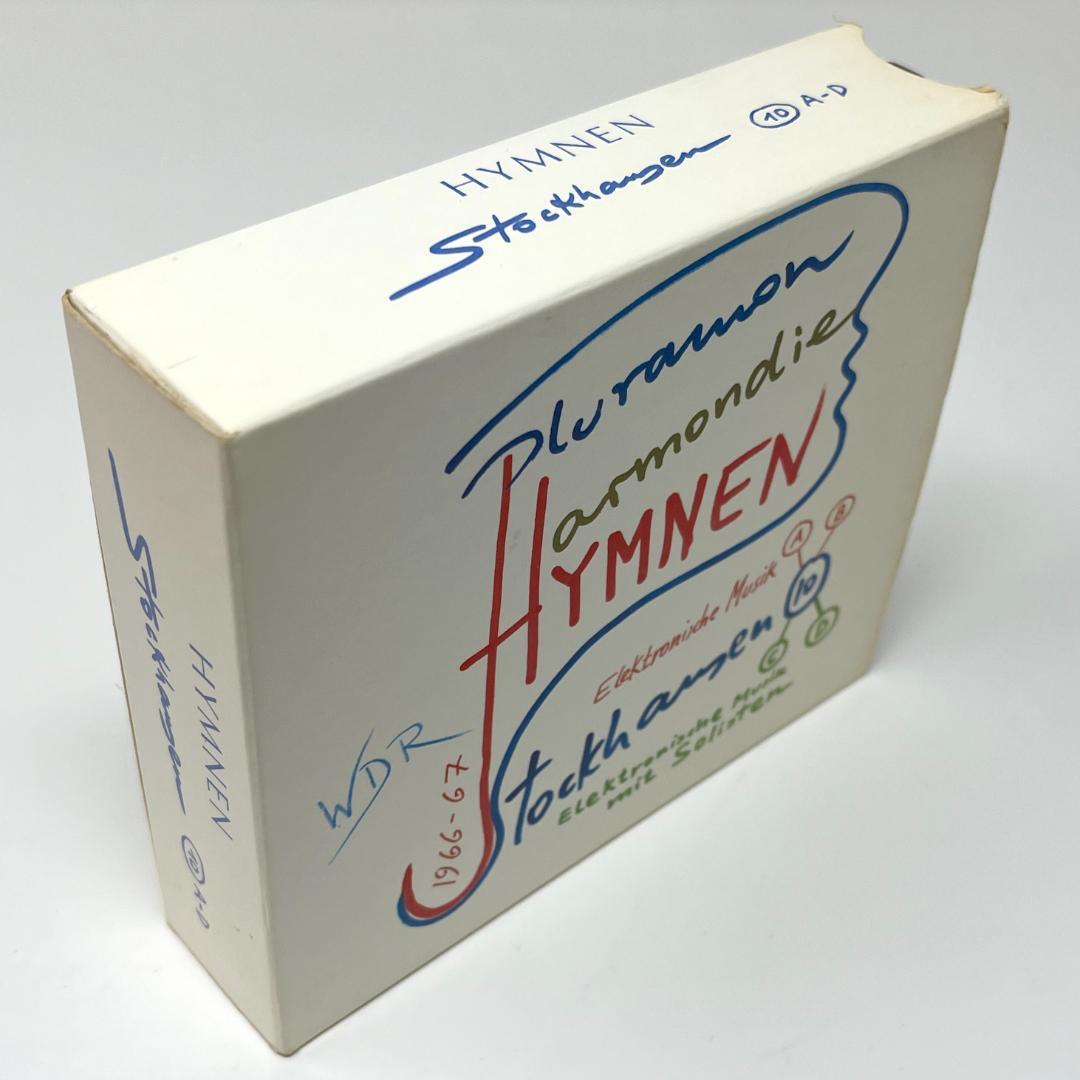 HYMNEN
Stockhausen 10 A-D
Pluramon
Harmondie
HYMNEN
Elektronische Musik A B
Stockhausen 10
C D
Elektronische Musik
mit Solisten
WDR
1966-67
HYMNEN
Stockhausen 10 A-D